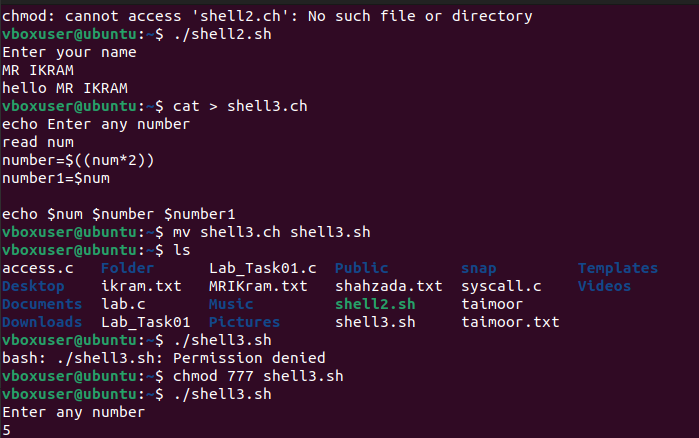 chmod: cannot access 'shell2.ch': No such file or directory
vboxuser@ubuntu:~$ ./shell2.sh
Enter your name
MR IKRAM
hello MR IKRAM
vboxuser@ubuntu:~$ cat > shell3.ch
echo Enter any number
read num
number=$((num*2))
number1=$num

echo $num $number $number1
vboxuser@ubuntu:~$ mv shell3.ch shell3.sh
vboxuser@ubuntu:~$ ls
access.c   Folder     Lab_Task01.c  Public        snap         Templates
Desktop    ikram.txt  MRIKram.txt   shahzada.txt  syscall.c    Videos
Documents  lab.c      Music         shell2.sh     taimoor
Downloads  Lab_Task01 Pictures      shell3.sh     taimoor.txt
vboxuser@ubuntu:~$ ./shell3.sh
bash: ./shell3.sh: Permission denied
vboxuser@ubuntu:~$ chmod 777 shell3.sh
vboxuser@ubuntu:~$ ./shell3.sh
Enter any number
5